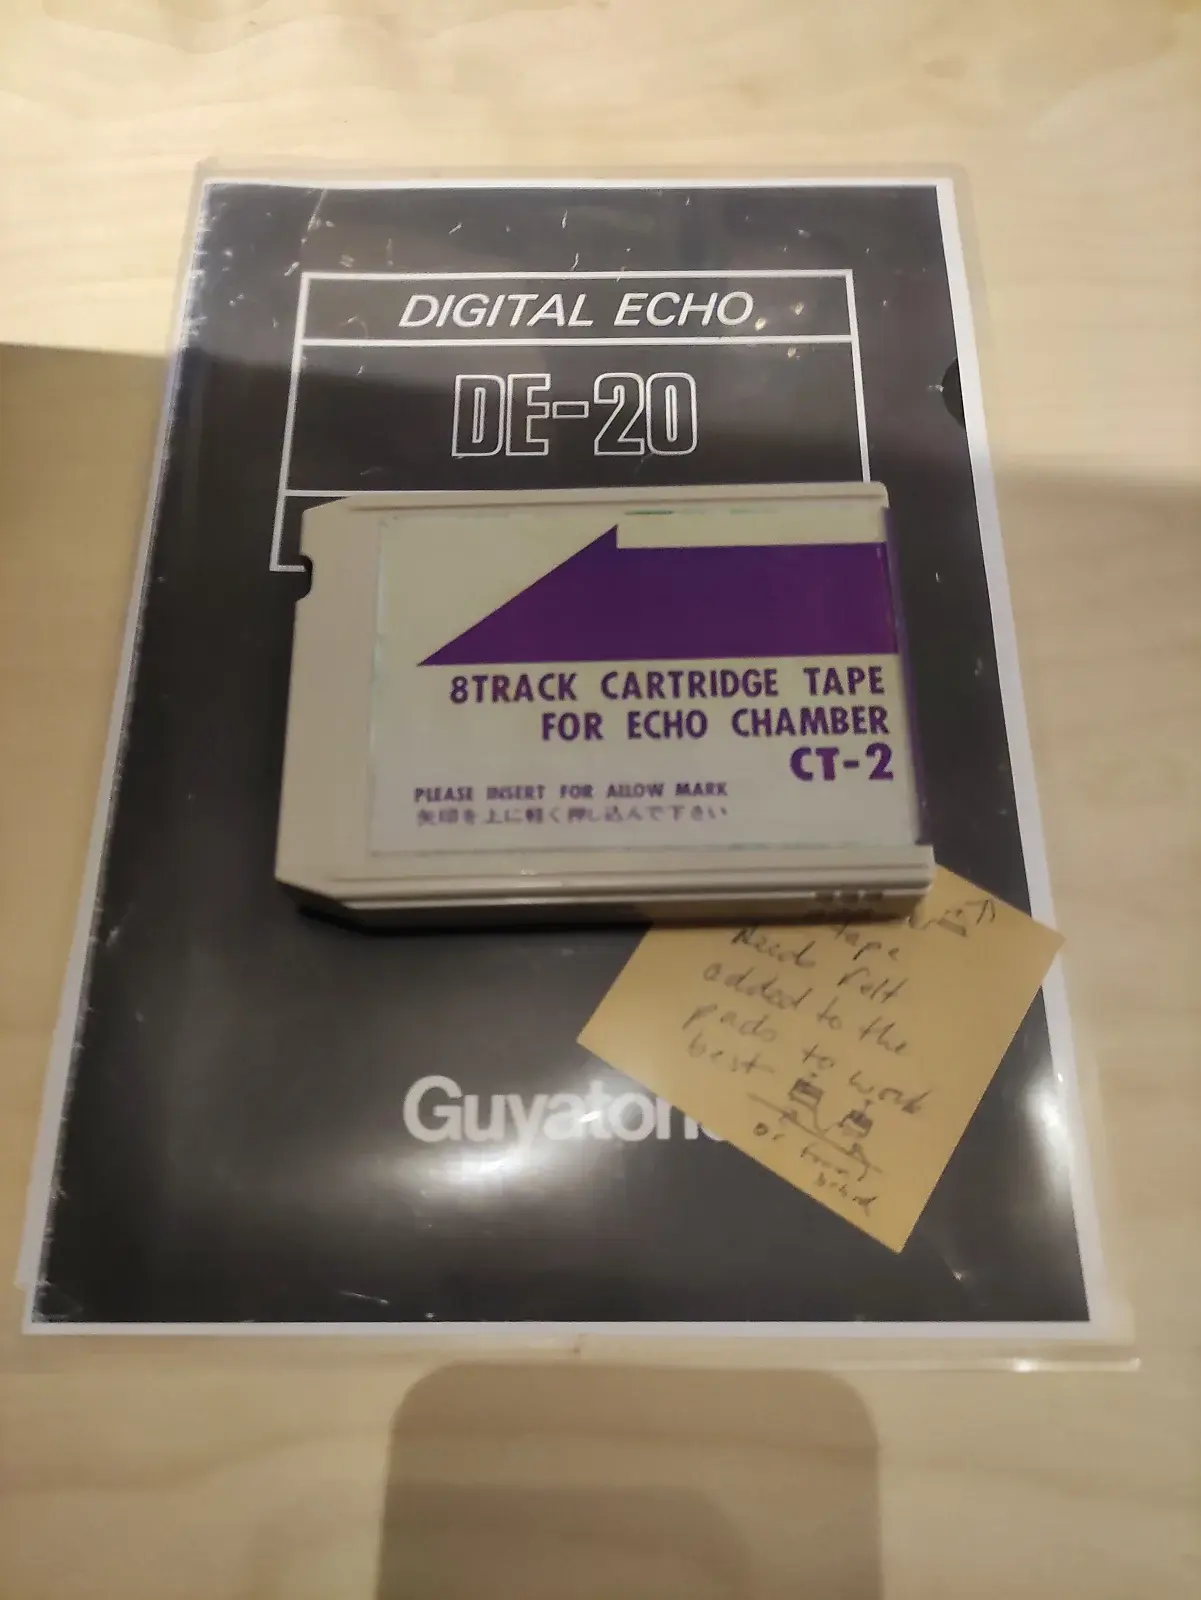 DIGITAL ECHO
DE-20
8TRACK CARTRIDGE TAPE
FOR ECHO CHAMBER
CT-2
PLEASE INSERT FOR ALLOW MARK
矢印を上に軽く押し込んで下さい
Guyaton
tape
Needs felt
added to the
pads to work
best
or